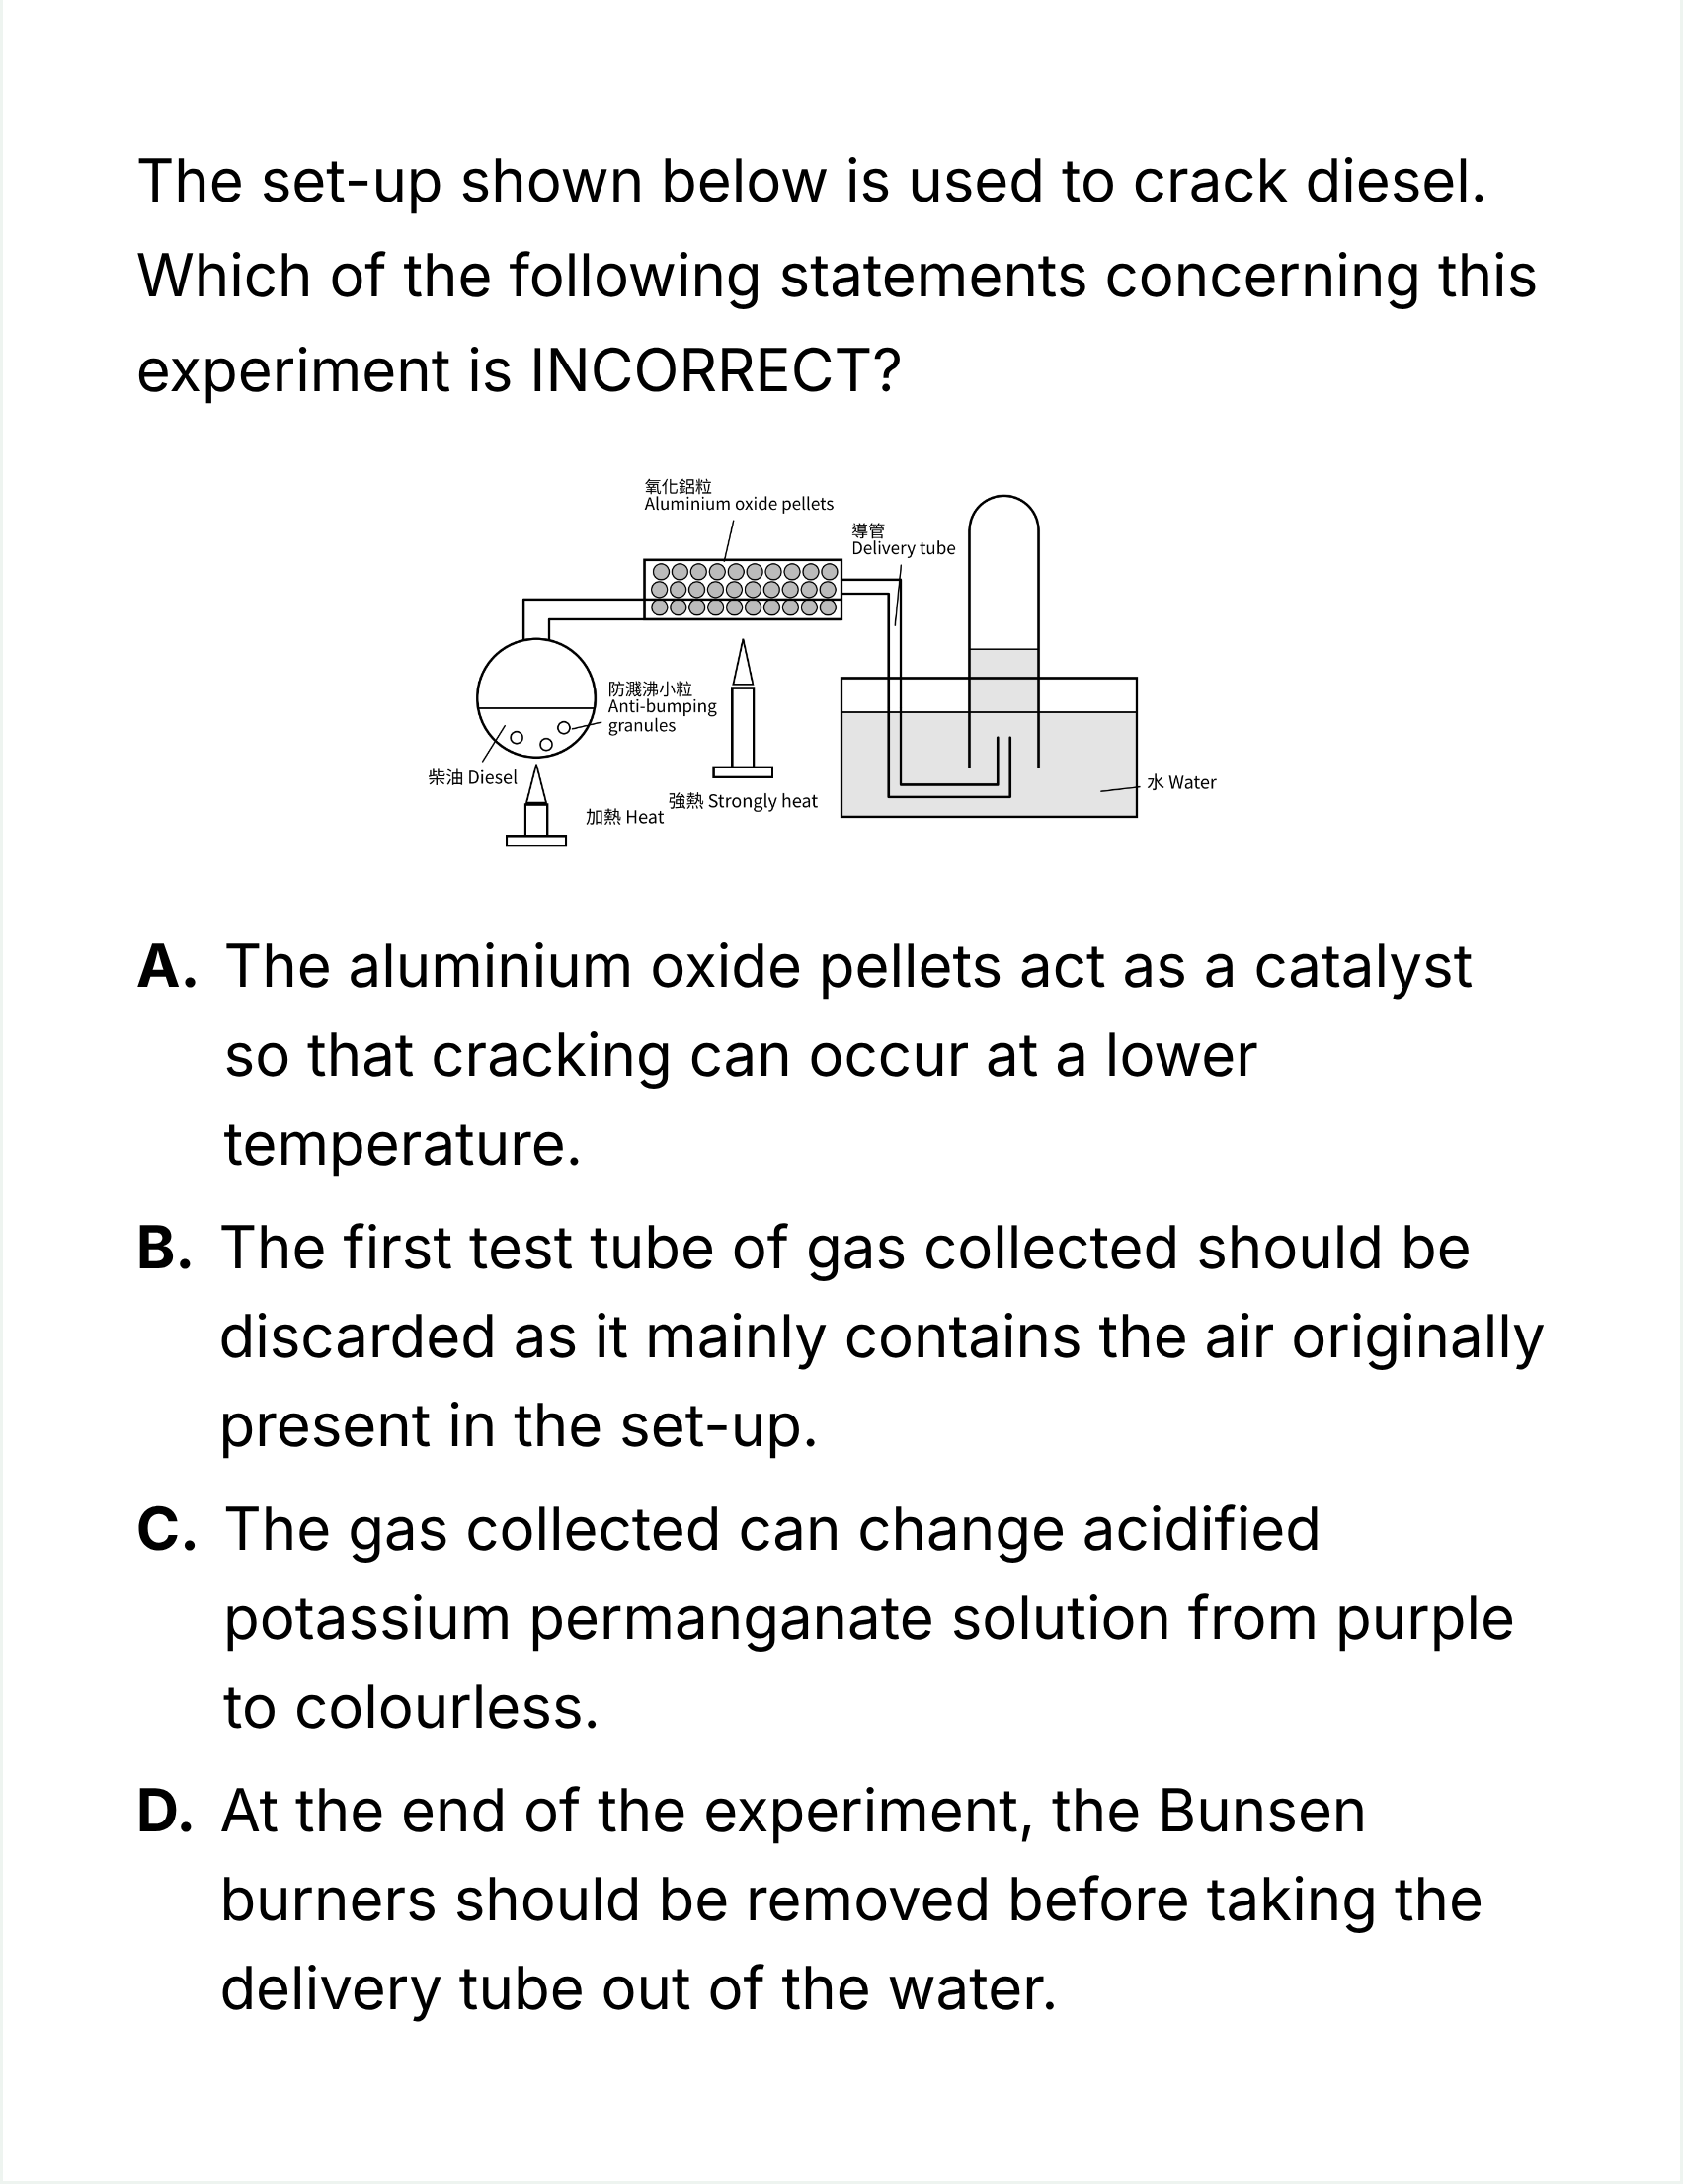 The set-up shown below is used to crack diesel.
Which of the following statements concerning this
experiment is INCORRECT?
氧化鋁粒
Aluminium oxide pellets
導管
Delivery tube
防濺沸小粒
Anti-bumping
granules
柴油 Diesel
水 Water
強熱 Strongly heat
加熱 Heat
A. The aluminium oxide pellets act as a catalyst
so that cracking can occur at a lower
temperature.
B. The first test tube of gas collected should be
discarded as it mainly contains the air originally
present in the set-up.
C. The gas collected can change acidified
potassium permanganate solution from purple
to colourless.
D. At the end of the experiment, the Bunsen
burners should be removed before taking the
delivery tube out of the water.